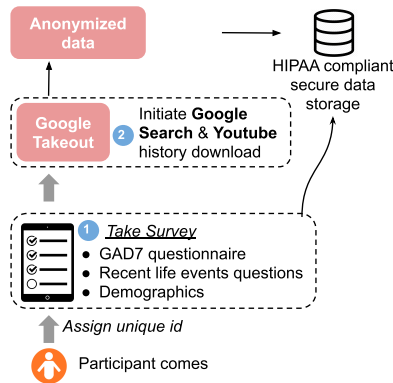 Anonymized
data
HIPAA compliant
secure data
storage
Google
Takeout
2
Initiate Google
Search & Youtube
history download
1
Take Survey
● GAD7 questionnaire
● Recent life events questions
● Demographics
Assign unique id
Participant comes